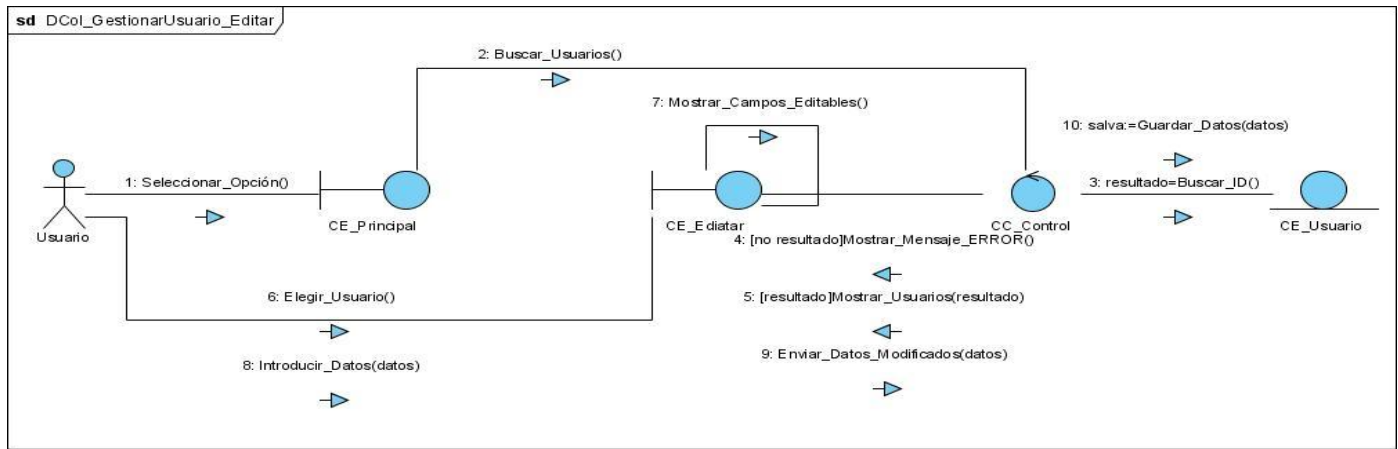 sd DCol_GestionarUsuario_Editar
2: Buscar_Usuarios()
7: Mostrar_Campos_Editables()
10: salva:=Guardar_Datos(datos)
1: Seleccionar_Opción()
3: resultado=Buscar_ID()
Usuario
CE_Principal
CE_Ediatar
CC_Control
CE_Usuario
4: [no resultado]Mostrar_Mensaje_ERROR()
6: Elegir_Usuario()
5: [resultado]Mostrar_Usuarios(resultado)
8: Introducir_Datos(datos)
9: Enviar_Datos_Modificados(datos)